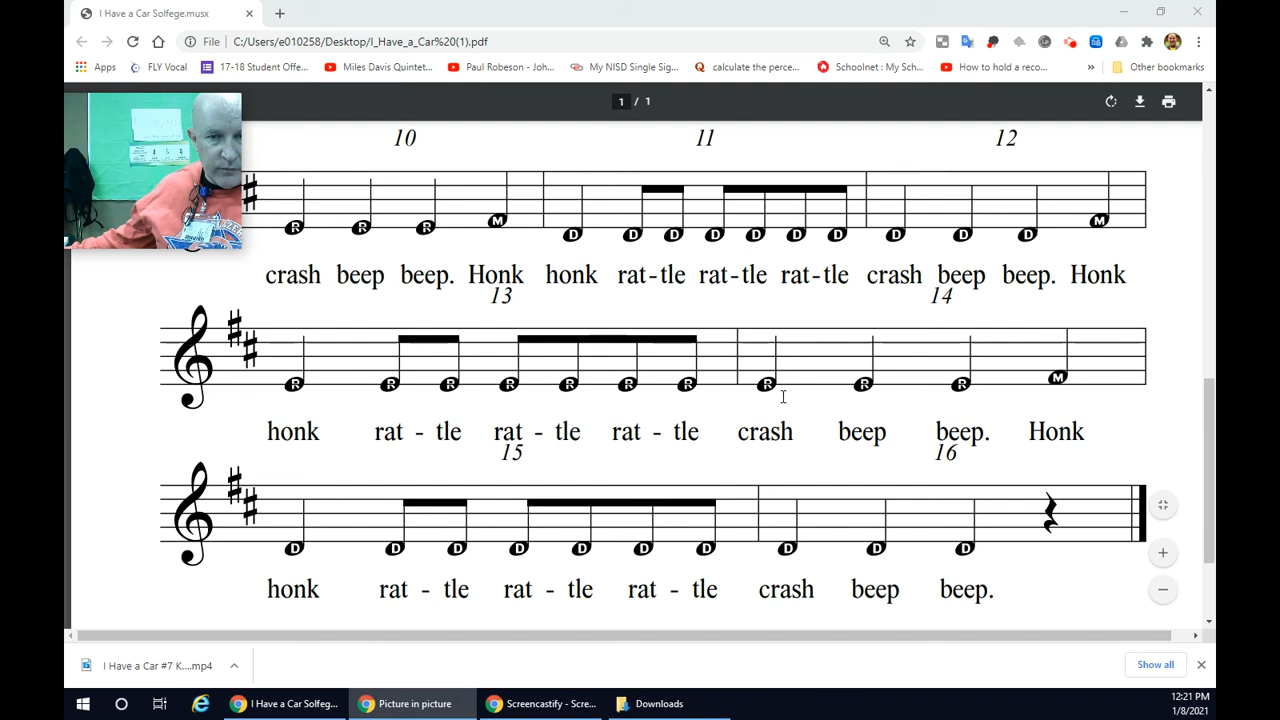 I Have a Car Solfege.musx
File C:/Users/e010258/Desktop/I_Have_a_Car%20(1).pdf
Apps FLY Vocal 17-18 Student Offe... Miles Davis Quintet... Paul Robeson - Joh... My NISD Single Sig... calculate the perce... Schoolnet : My Sch... How to hold a reco... » Other bookmarks
1 / 1
10 11 12
R R R M D D D D D D D D D D M
crash beep beep. Honk honk rat-tle rat-tle rat-tle crash beep beep. Honk
13 14
R R R R R R R R R R M
honk rat - tle rat - tle rat - tle crash beep beep. Honk
15 16
D D D D D D D D D D
honk rat - tle rat - tle rat - tle crash beep beep.
I Have a Car #7 K....mp4
Show all
I Have a Car Solfeg... Picture in picture Screencastify - Scre... Downloads
12:21 PM
1/8/2021